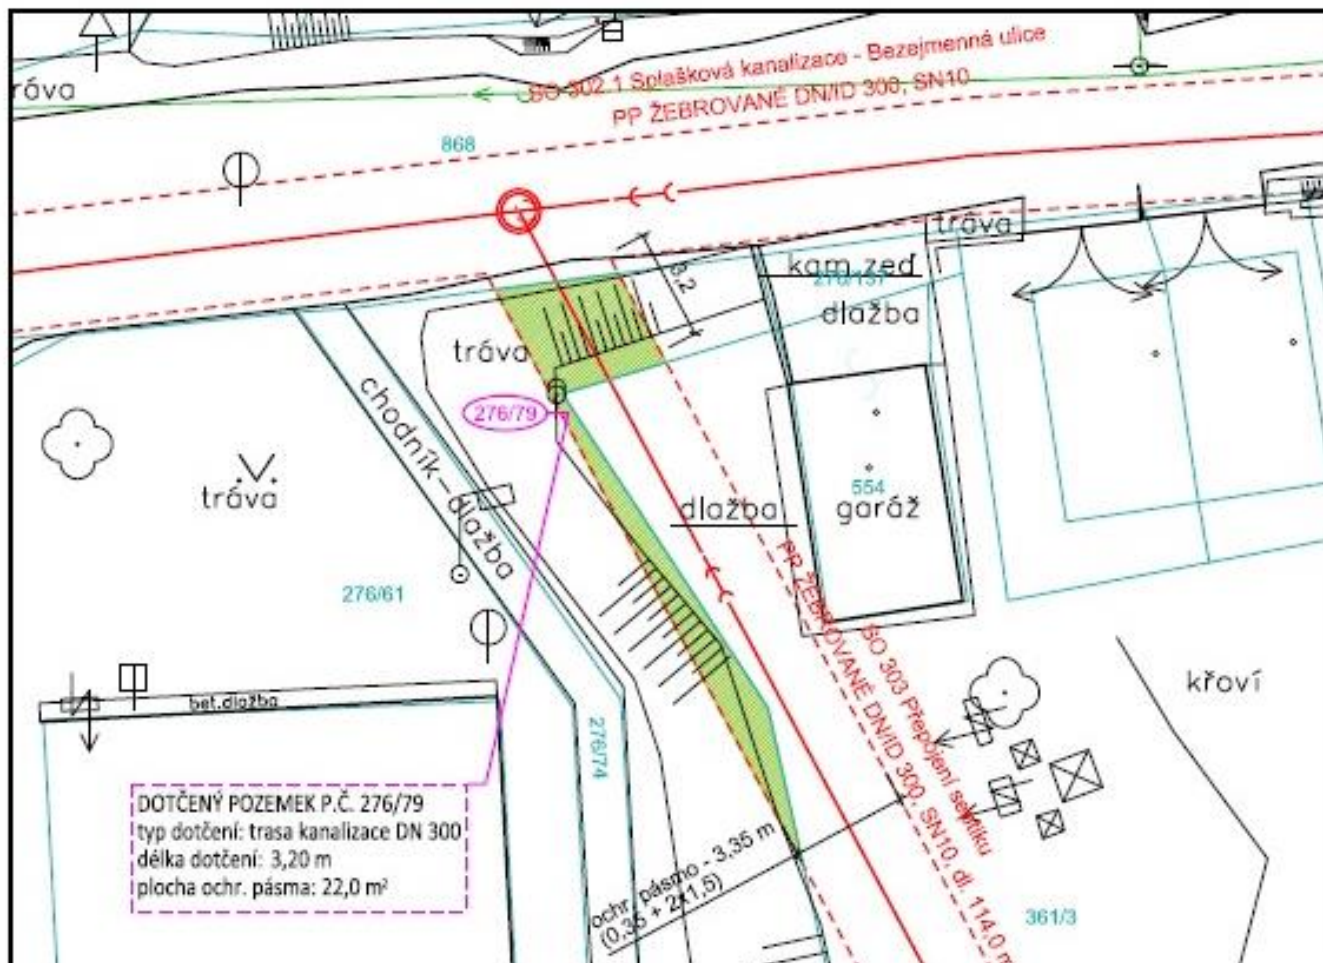 SO 302.1 Splašková kanalizace - Bezejmenná ulice
PP ŽEBROVANÉ DN/ID 300, SN10
868
tráva
3,2
kam.zeď
276/157
dlažba
tráva
276/79
chodník-dlažba
tráva
dlažba
554
garáž
276/61
PP ŽEBROVANÉ DN/ID 300, SN10, dl. 114,0 m
SO 303 Přepojení septiku
křoví
bet.dlažba
276/74
DOTČENÝ POZEMEK P.Č. 276/79
typ dotčení: trasa kanalizace DN 300
délka dotčení: 3,20 m
plocha ochr. pásma: 22,0 m²
ochr. pásmo - 3,35 m
(0,35 + 2x1,5)
361/3